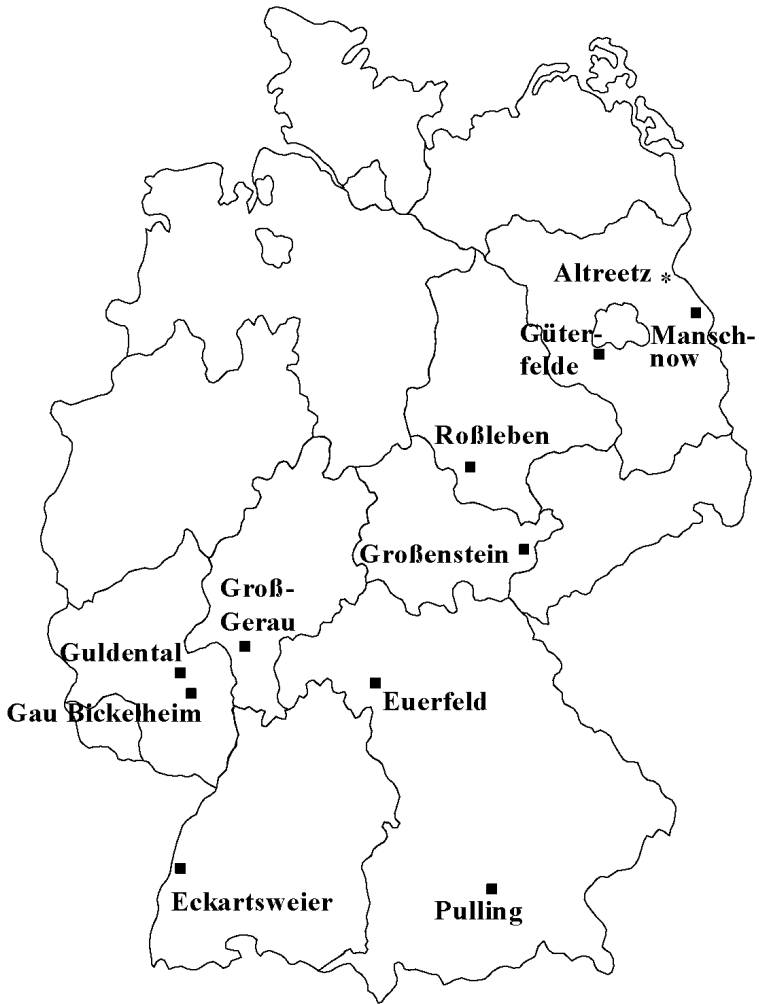 Altreetz *
Güter-
felde
Mansch-
now
Roßleben
Großenstein
Groß-
Gerau
Guldental
Gau Bickelheim
Euerfeld
Eckartsweier
Pulling